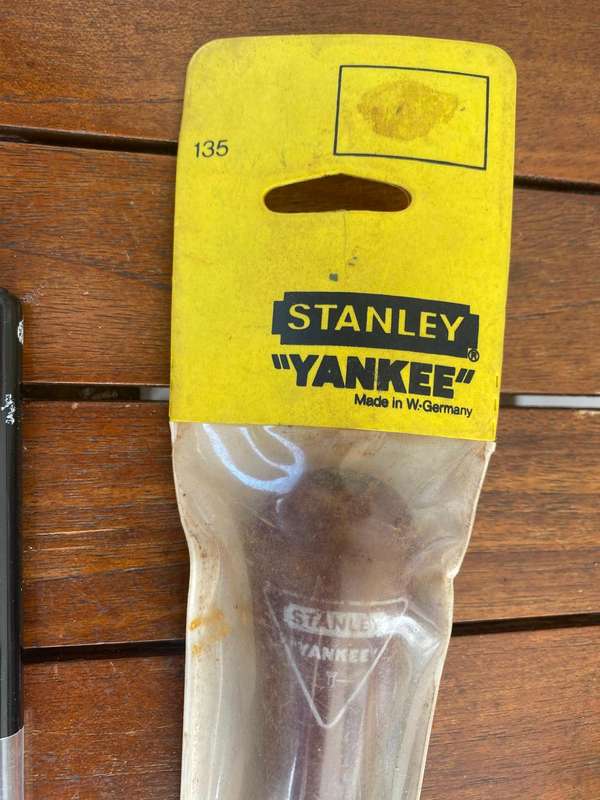 135
STANLEY®
"YANKEE"
Made in W.-Germany
STANLEY
"YANKEE"